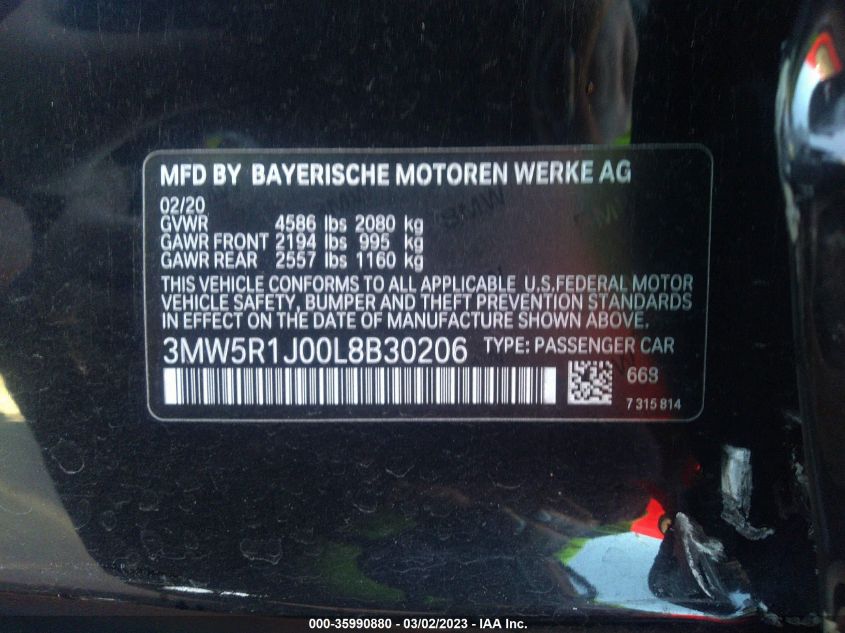 MFD BY BAYERISCHE MOTOREN WERKE AG
02/20
GVWR 4586 lbs 2080 kg
GAWR FRONT 2194 lbs 995 kg
GAWR REAR 2557 lbs 1160 kg
THIS VEHICLE CONFORMS TO ALL APPLICABLE U.S.FEDERAL MOTOR
VEHICLE SAFETY, BUMPER AND THEFT PREVENTION STANDARDS
IN EFFECT ON THE DATE OF MANUFACTURE SHOWN ABOVE.
3MW5R1J00L8B30206 TYPE: PASSENGER CAR
668
7 315 814
000-35990880 - 03/02/2023 - IAA Inc.